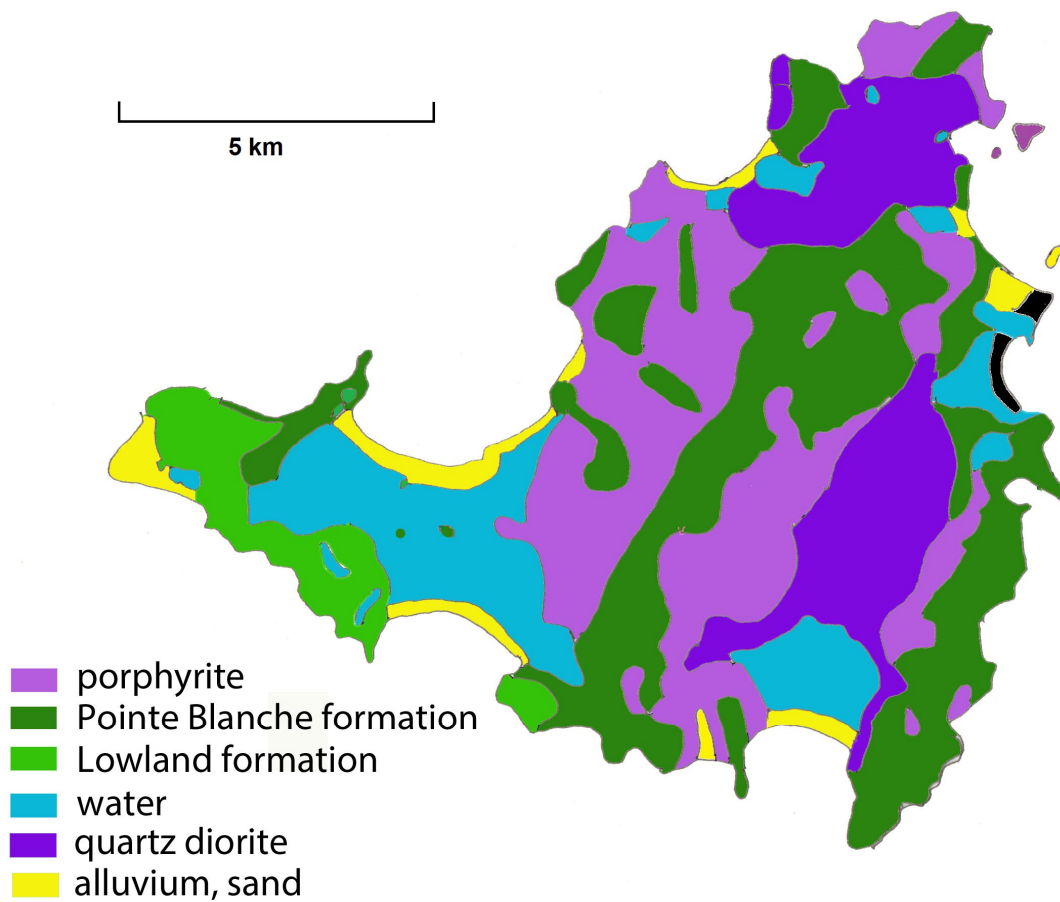 5 km
porphyrite
Pointe Blanche formation
Lowland formation
water
quartz diorite
alluvium, sand